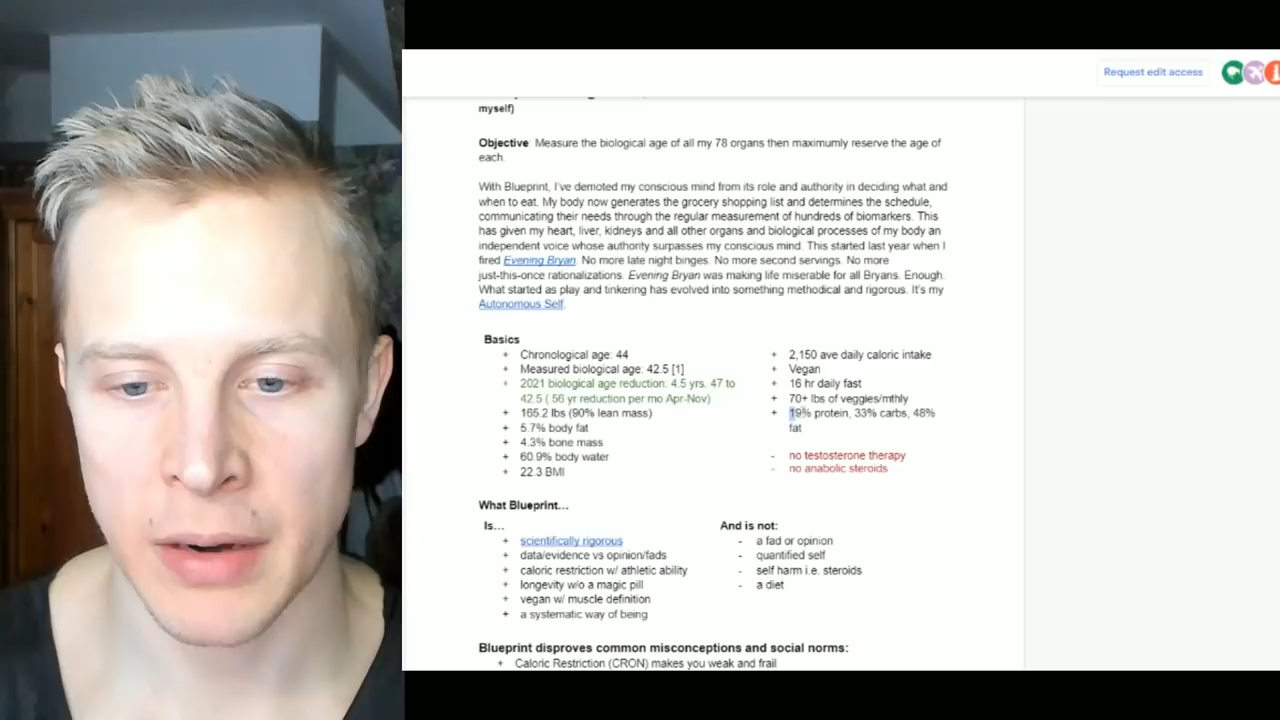 Request edit access
myself)
Objective Measure the biological age of all my 78 organs then maximumly reserve the age of
each.
With Blueprint, I've demoted my conscious mind from its role and authority in deciding what and
when to eat. My body now generates the grocery shopping list and determines the schedule,
communicating their needs through the regular measurement of hundreds of biomarkers. This
has given my heart, liver, kidneys and all other organs and biological processes of my body an
independent voice whose authority surpasses my conscious mind. This started last year when I
fired Evening Bryan. No more late night binges. No more second servings. No more
just-this-once rationalizations. Evening Bryan was making life miserable for all Bryans. Enough.
What started as play and tinkering has evolved into something methodical and rigorous. It's my
Autonomous Self.
Basics
+ Chronological age: 44
+ Measured biological age: 42.5 [1]
+ 2021 biological age reduction: 4.5 yrs. 47 to
42.5 ( 56 yr reduction per mo Apr-Nov)
+ 165.2 lbs (90% lean mass)
+ 5.7% body fat
+ 4.3% bone mass
+ 60.9% body water
+ 22.3 BMI
+ 2,150 ave daily caloric intake
+ Vegan
+ 16 hr daily fast
+ 70+ lbs of veggies/mthly
+ 19% protein, 33% carbs, 48%
fat
- no testosterone therapy
- no anabolic steroids
What Blueprint…
Is…
+ scientifically rigorous
+ data/evidence vs opinion/fads
+ caloric restriction w/ athletic ability
+ longevity w/o a magic pill
+ vegan w/ muscle definition
+ a systematic way of being
And is not:
- a fad or opinion
- quantified self
- self harm i.e. steroids
- a diet
Blueprint disproves common misconceptions and social norms:
+ Caloric Restriction (CRON) makes you weak and frail